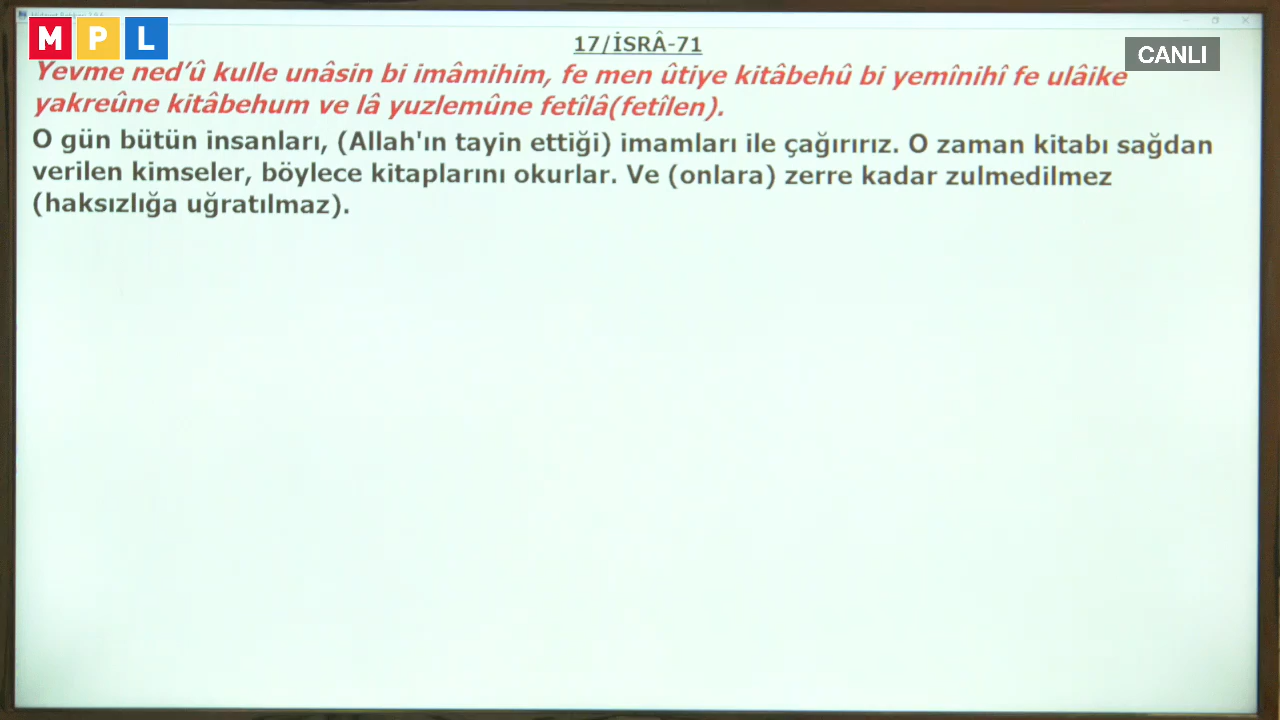 MPL
17/İSRÂ-71
CANLI
Yevme ned’û kulle unâsin bi imâmihim, fe men ûtiye kitâbehû bi yemînihî fe ulâike
yakreûne kitâbehum ve lâ yuzlemûne fetîlâ(fetîlen).
O gün bütün insanları, (Allah'ın tayin ettiği) imamları ile çağırırız. O zaman kitabı sağdan
verilen kimseler, böylece kitaplarını okurlar. Ve (onlara) zerre kadar zulmedilmez
(haksızlığa uğratılmaz).